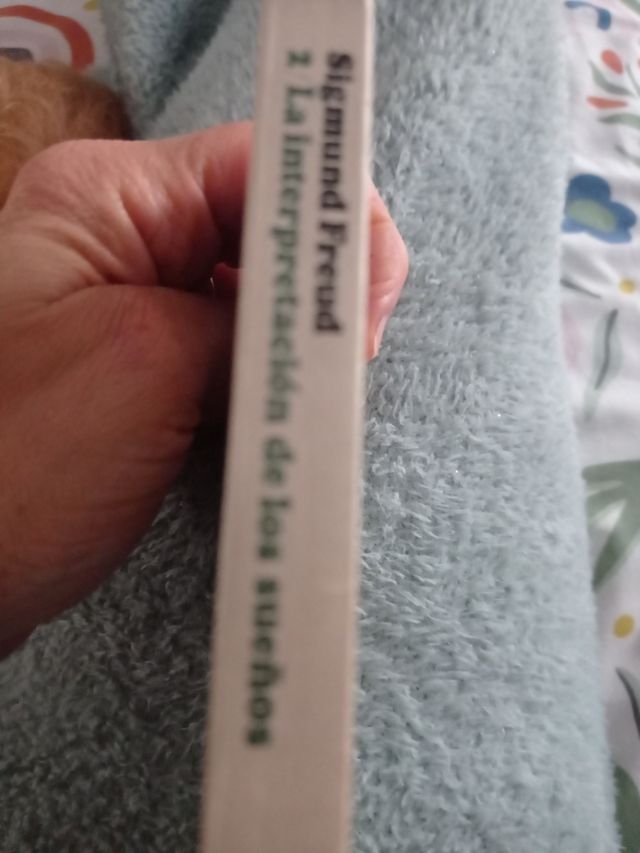 Sigmund Freud
2 La interpretación de los sueños